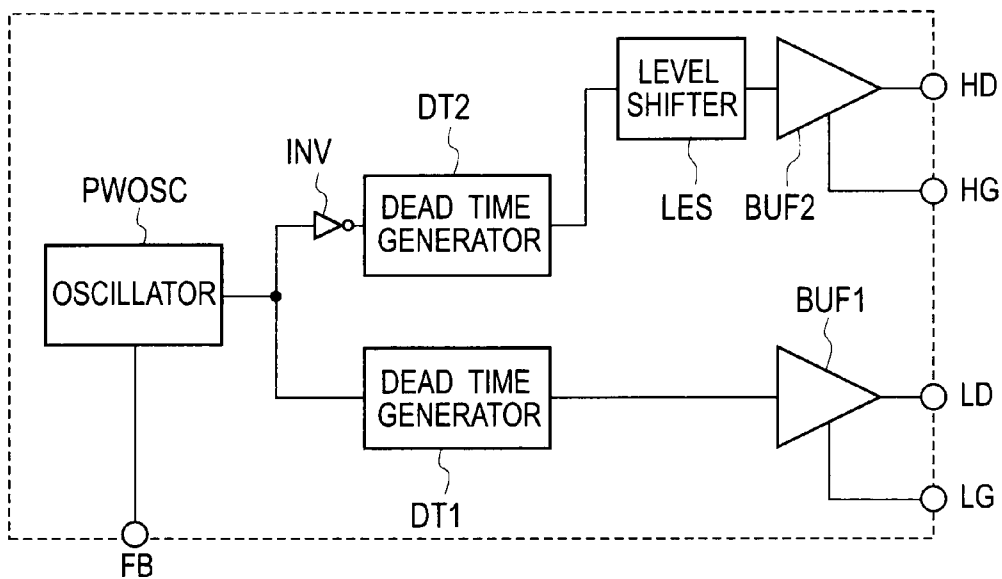 LEVEL
SHIFTER
HD
DT2
INV
PWOSC
LES
BUF2
HG
DEAD TIME
GENERATOR
OSCILLATOR
BUF1
DEAD TIME
GENERATOR
LD
DT1
LG
FB